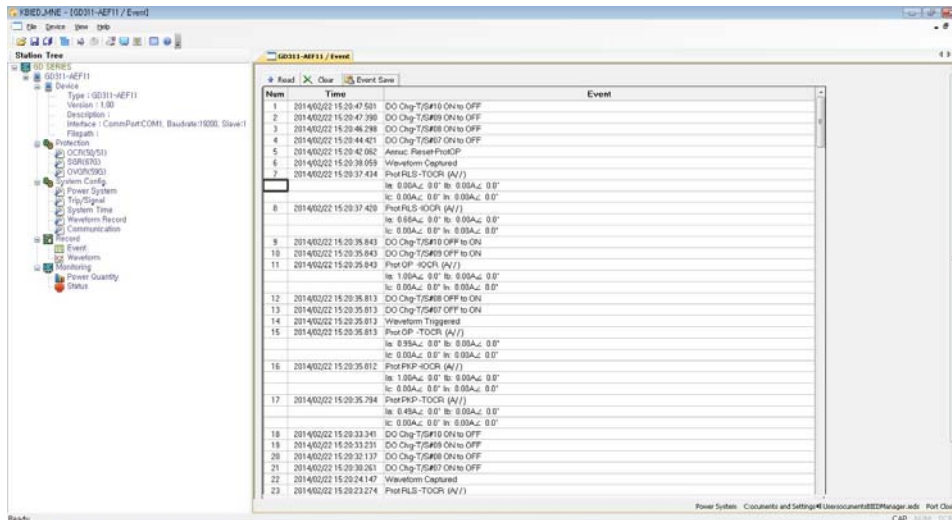 KBIED_MNE - [GD311-AEF11 / Event]
File Device View Help
Station Tree
GD SERIES
GD311-AEF11
Device
Type : GD311-AEF11
Version : 1.00
Description :
Interface : CommPort:COM1, Baudrate:19200, Slave:1
Filepath :
Protection
OCR(50/51)
SGR(67G)
OVGR(59G)
System Config.
Power System
Trip/Signal
System Time
Waveform Record
Communication
Record
Event
Waveform
Monitoring
Power Quantity
Status
GD311-AEF11 / Event
Read Clear Event Save
Num Time Event
1 2014/02/22 15:20:47.501 DO Chg-T/S#10 ON to OFF
2 2014/02/22 15:20:47.390 DO Chg-T/S#09 ON to OFF
3 2014/02/22 15:20:46.298 DO Chg-T/S#08 ON to OFF
4 2014/02/22 15:20:44.421 DO Chg-T/S#07 ON to OFF
5 2014/02/22 15:20:42.062 Annuc. Reset-ProtOP
6 2014/02/22 15:20:38.059 Waveform Captured
7 2014/02/22 15:20:37.434 Prot RLS -TOCR (A//)
Ia: 0.00A∠ 0.0° Ib: 0.00A∠ 0.0°
Ic: 0.00A∠ 0.0° In: 0.00A∠ 0.0°
8 2014/02/22 15:20:37.420 Prot RLS -IOCR (A//)
Ia: 0.68A∠ 0.0° Ib: 0.00A∠ 0.0°
Ic: 0.00A∠ 0.0° In: 0.00A∠ 0.0°
9 2014/02/22 15:20:35.843 DO Chg-T/S#10 OFF to ON
10 2014/02/22 15:20:35.843 DO Chg-T/S#09 OFF to ON
11 2014/02/22 15:20:35.843 Prot OP -IOCR (A//)
Ia: 1.00A∠ 0.0° Ib: 0.00A∠ 0.0°
Ic: 0.00A∠ 0.0° In: 0.00A∠ 0.0°
12 2014/02/22 15:20:35.813 DO Chg-T/S#08 OFF to ON
13 2014/02/22 15:20:35.813 DO Chg-T/S#07 OFF to ON
14 2014/02/22 15:20:35.813 Waveform Triggered
15 2014/02/22 15:20:35.813 Prot OP -TOCR (A//)
Ia: 0.99A∠ 0.0° Ib: 0.00A∠ 0.0°
Ic: 0.00A∠ 0.0° In: 0.00A∠ 0.0°
16 2014/02/22 15:20:35.812 Prot PKP -IOCR (A//)
Ia: 1.00A∠ 0.0° Ib: 0.00A∠ 0.0°
Ic: 0.00A∠ 0.0° In: 0.00A∠ 0.0°
17 2014/02/22 15:20:35.794 Prot PKP -TOCR (A//)
Ia: 0.49A∠ 0.0° Ib: 0.00A∠ 0.0°
Ic: 0.00A∠ 0.0° In: 0.00A∠ 0.0°
18 2014/02/22 15:20:33.341 DO Chg-T/S#10 ON to OFF
19 2014/02/22 15:20:33.231 DO Chg-T/S#09 ON to OFF
20 2014/02/22 15:20:32.137 DO Chg-T/S#08 ON to OFF
21 2014/02/22 15:20:30.261 DO Chg-T/S#07 ON to OFF
22 2014/02/22 15:20:24.147 Waveform Captured
23 2014/02/22 15:20:23.274 Prot RLS -TOCR (A//)
Power System
Ready
CAP NUM SCR